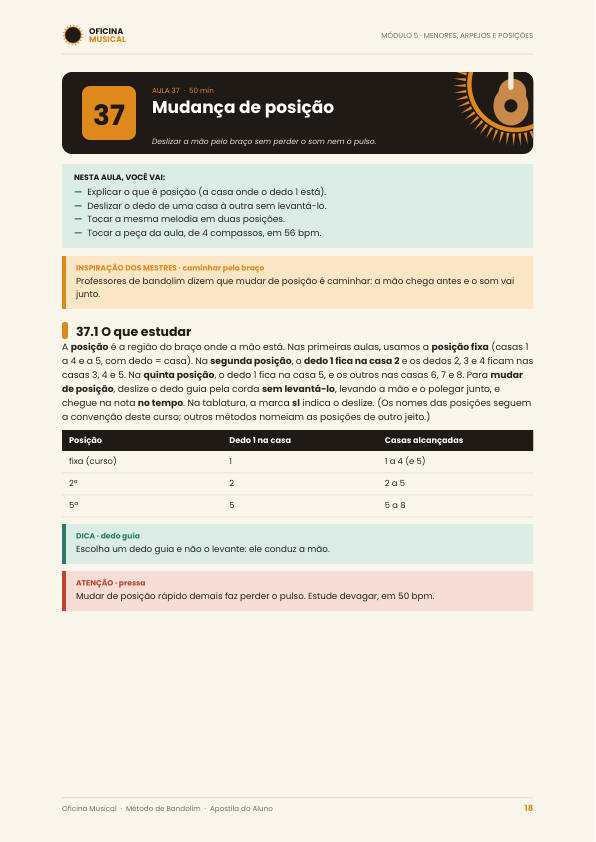 OFICINA
MUSICAL
MÓDULO 5 · MENORES, ARPEJOS E POSIÇÕES
37
AULA 37 · 50 min
Mudança de posição
Deslizar a mão pelo braço sem perder o som nem o pulso.
NESTA AULA, VOCÊ VAI:
— Explicar o que é posição (a casa onde o dedo 1 está).
— Deslizar o dedo de uma casa à outra sem levantá-lo.
— Tocar a mesma melodia em duas posições.
— Tocar a peça da aula, de 4 compassos, em 56 bpm.
INSPIRAÇÃO DOS MESTRES · caminhar pelo braço
Professores de bandolim dizem que mudar de posição é caminhar: a mão chega antes e o som vai
junto.
37.1 O que estudar
A posição é a região do braço onde a mão está. Nas primeiras aulas, usamos a posição fixa (casas 1
a 4 e a 5, com dedo = casa). Na segunda posição, o dedo 1 fica na casa 2 e os dedos 2, 3 e 4 ficam nas
casas 3, 4 e 5. Na quinta posição, o dedo 1 fica na casa 5, e os outros nas casas 6, 7 e 8. Para mudar
de posição, deslize o dedo guia pela corda sem levantá-lo, levando a mão e o polegar junto, e
chegue na nota no tempo. Na tablatura, a marca sl indica o deslize. (Os nomes das posições seguem
a convenção deste curso; outros métodos nomeiam as posições de outro jeito.)
Posição Dedo 1 na casa Casas alcançadas
fixa (curso) 1 1 a 4 (e 5)
2ª 2 2 a 5
5ª 5 5 a 8
DICA · dedo guia
Escolha um dedo guia e não o levante: ele conduz a mão.
ATENÇÃO · pressa
Mudar de posição rápido demais faz perder o pulso. Estude devagar, em 50 bpm.
Oficina Musical · Método de Bandolim · Apostila do Aluno
18